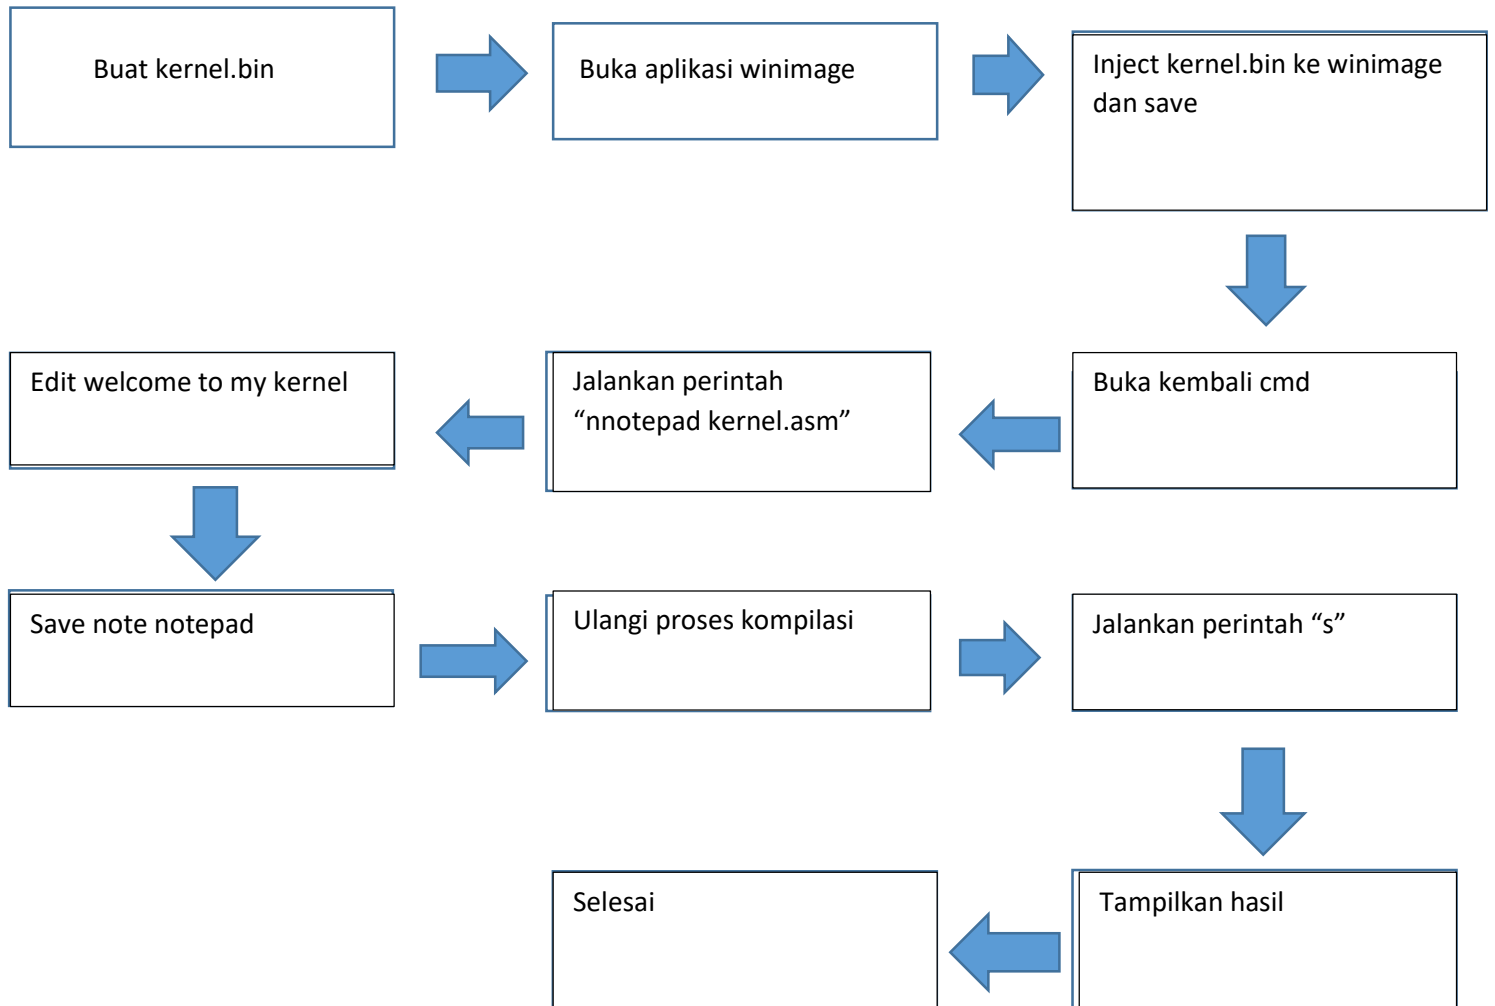 Buat kernel.bin
Buka aplikasi winimage
Inject kernel.bin ke winimage
dan save
Buka kembali cmd
Jalankan perintah
“nnotepad kernel.asm”
Edit welcome to my kernel
Save note notepad
Ulangi proses kompilasi
Jalankan perintah “s”
Tampilkan hasil
Selesai